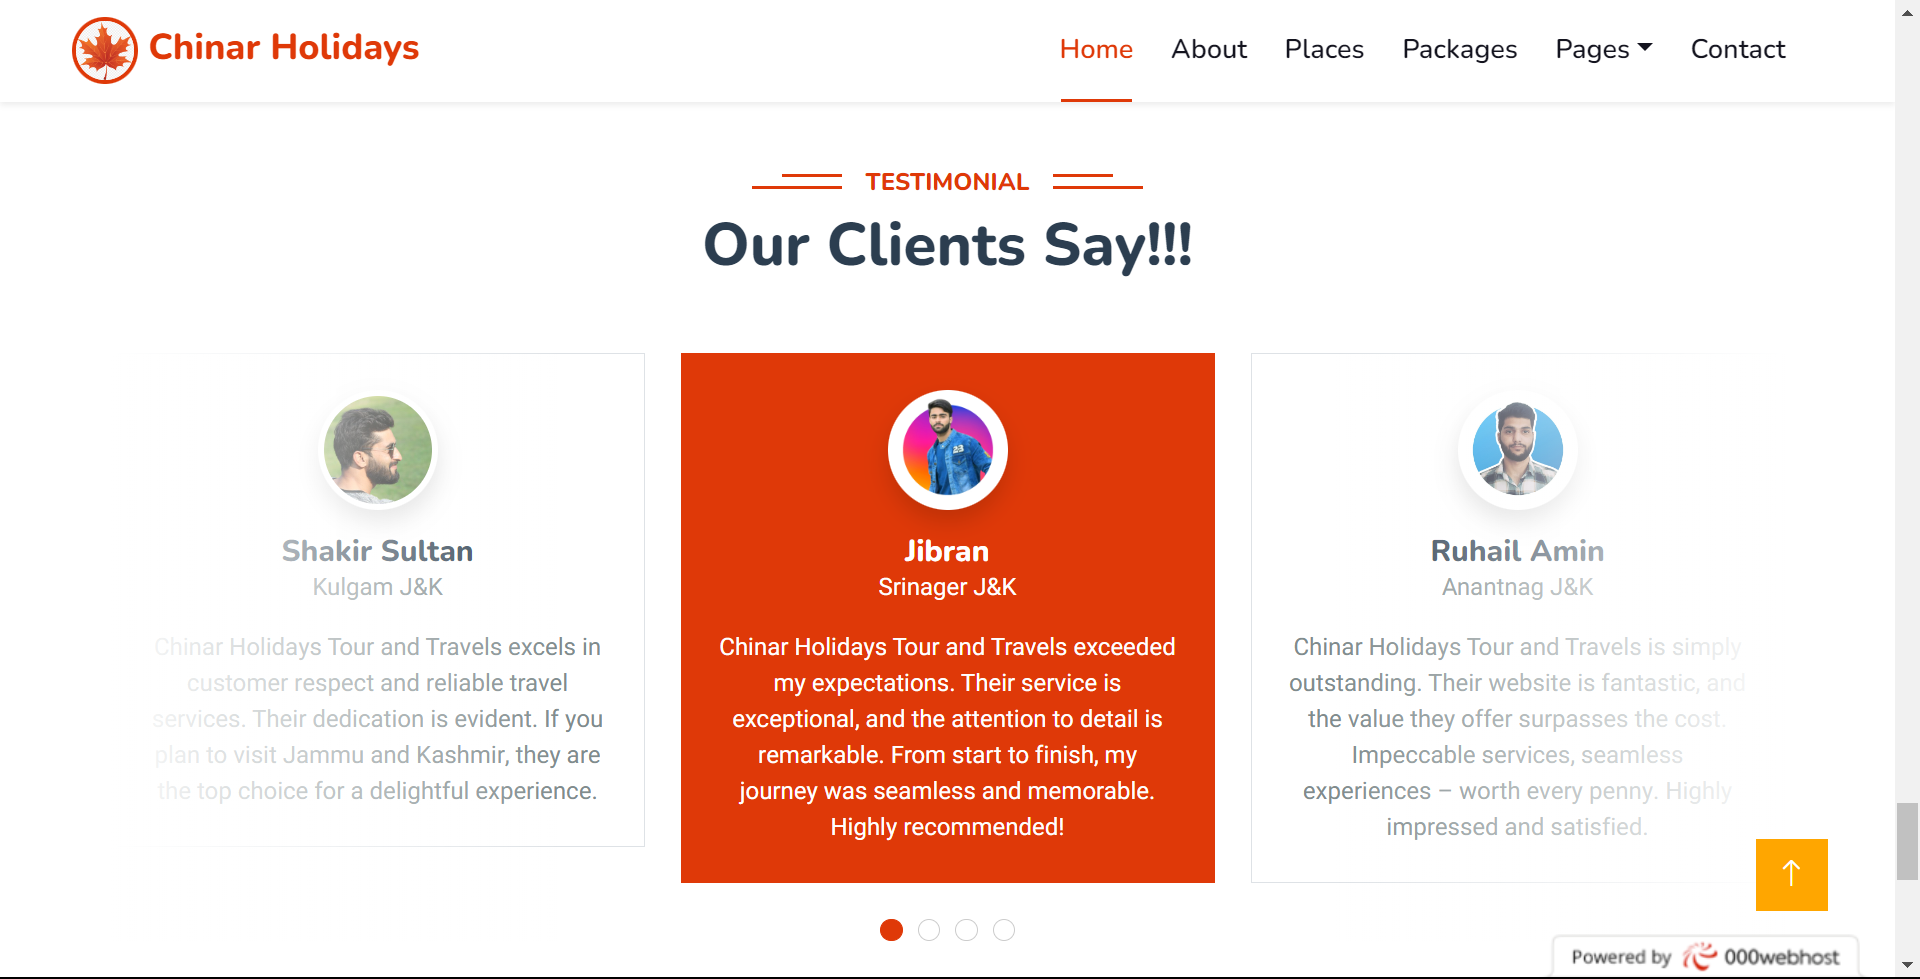 Chinar Holidays
Home About Places Packages Pages Contact
TESTIMONIAL
Our Clients Say!!!
Shakir Sultan
Kulgam J&K
Chinar Holidays Tour and Travels excels in
customer respect and reliable travel
services. Their dedication is evident. If you
plan to visit Jammu and Kashmir, they are
the top choice for a delightful experience.
23
Jibran
Srinager J&K
Chinar Holidays Tour and Travels exceeded
my expectations. Their service is
exceptional, and the attention to detail is
remarkable. From start to finish, my
journey was seamless and memorable.
Highly recommended!
Ruhail Amin
Anantnag J&K
Chinar Holidays Tour and Travels is simply
outstanding. Their website is fantastic, and
the value they offer surpasses the cost.
Impeccable services, seamless
experiences – worth every penny. Highly
impressed and satisfied.
Powered by 000webhost